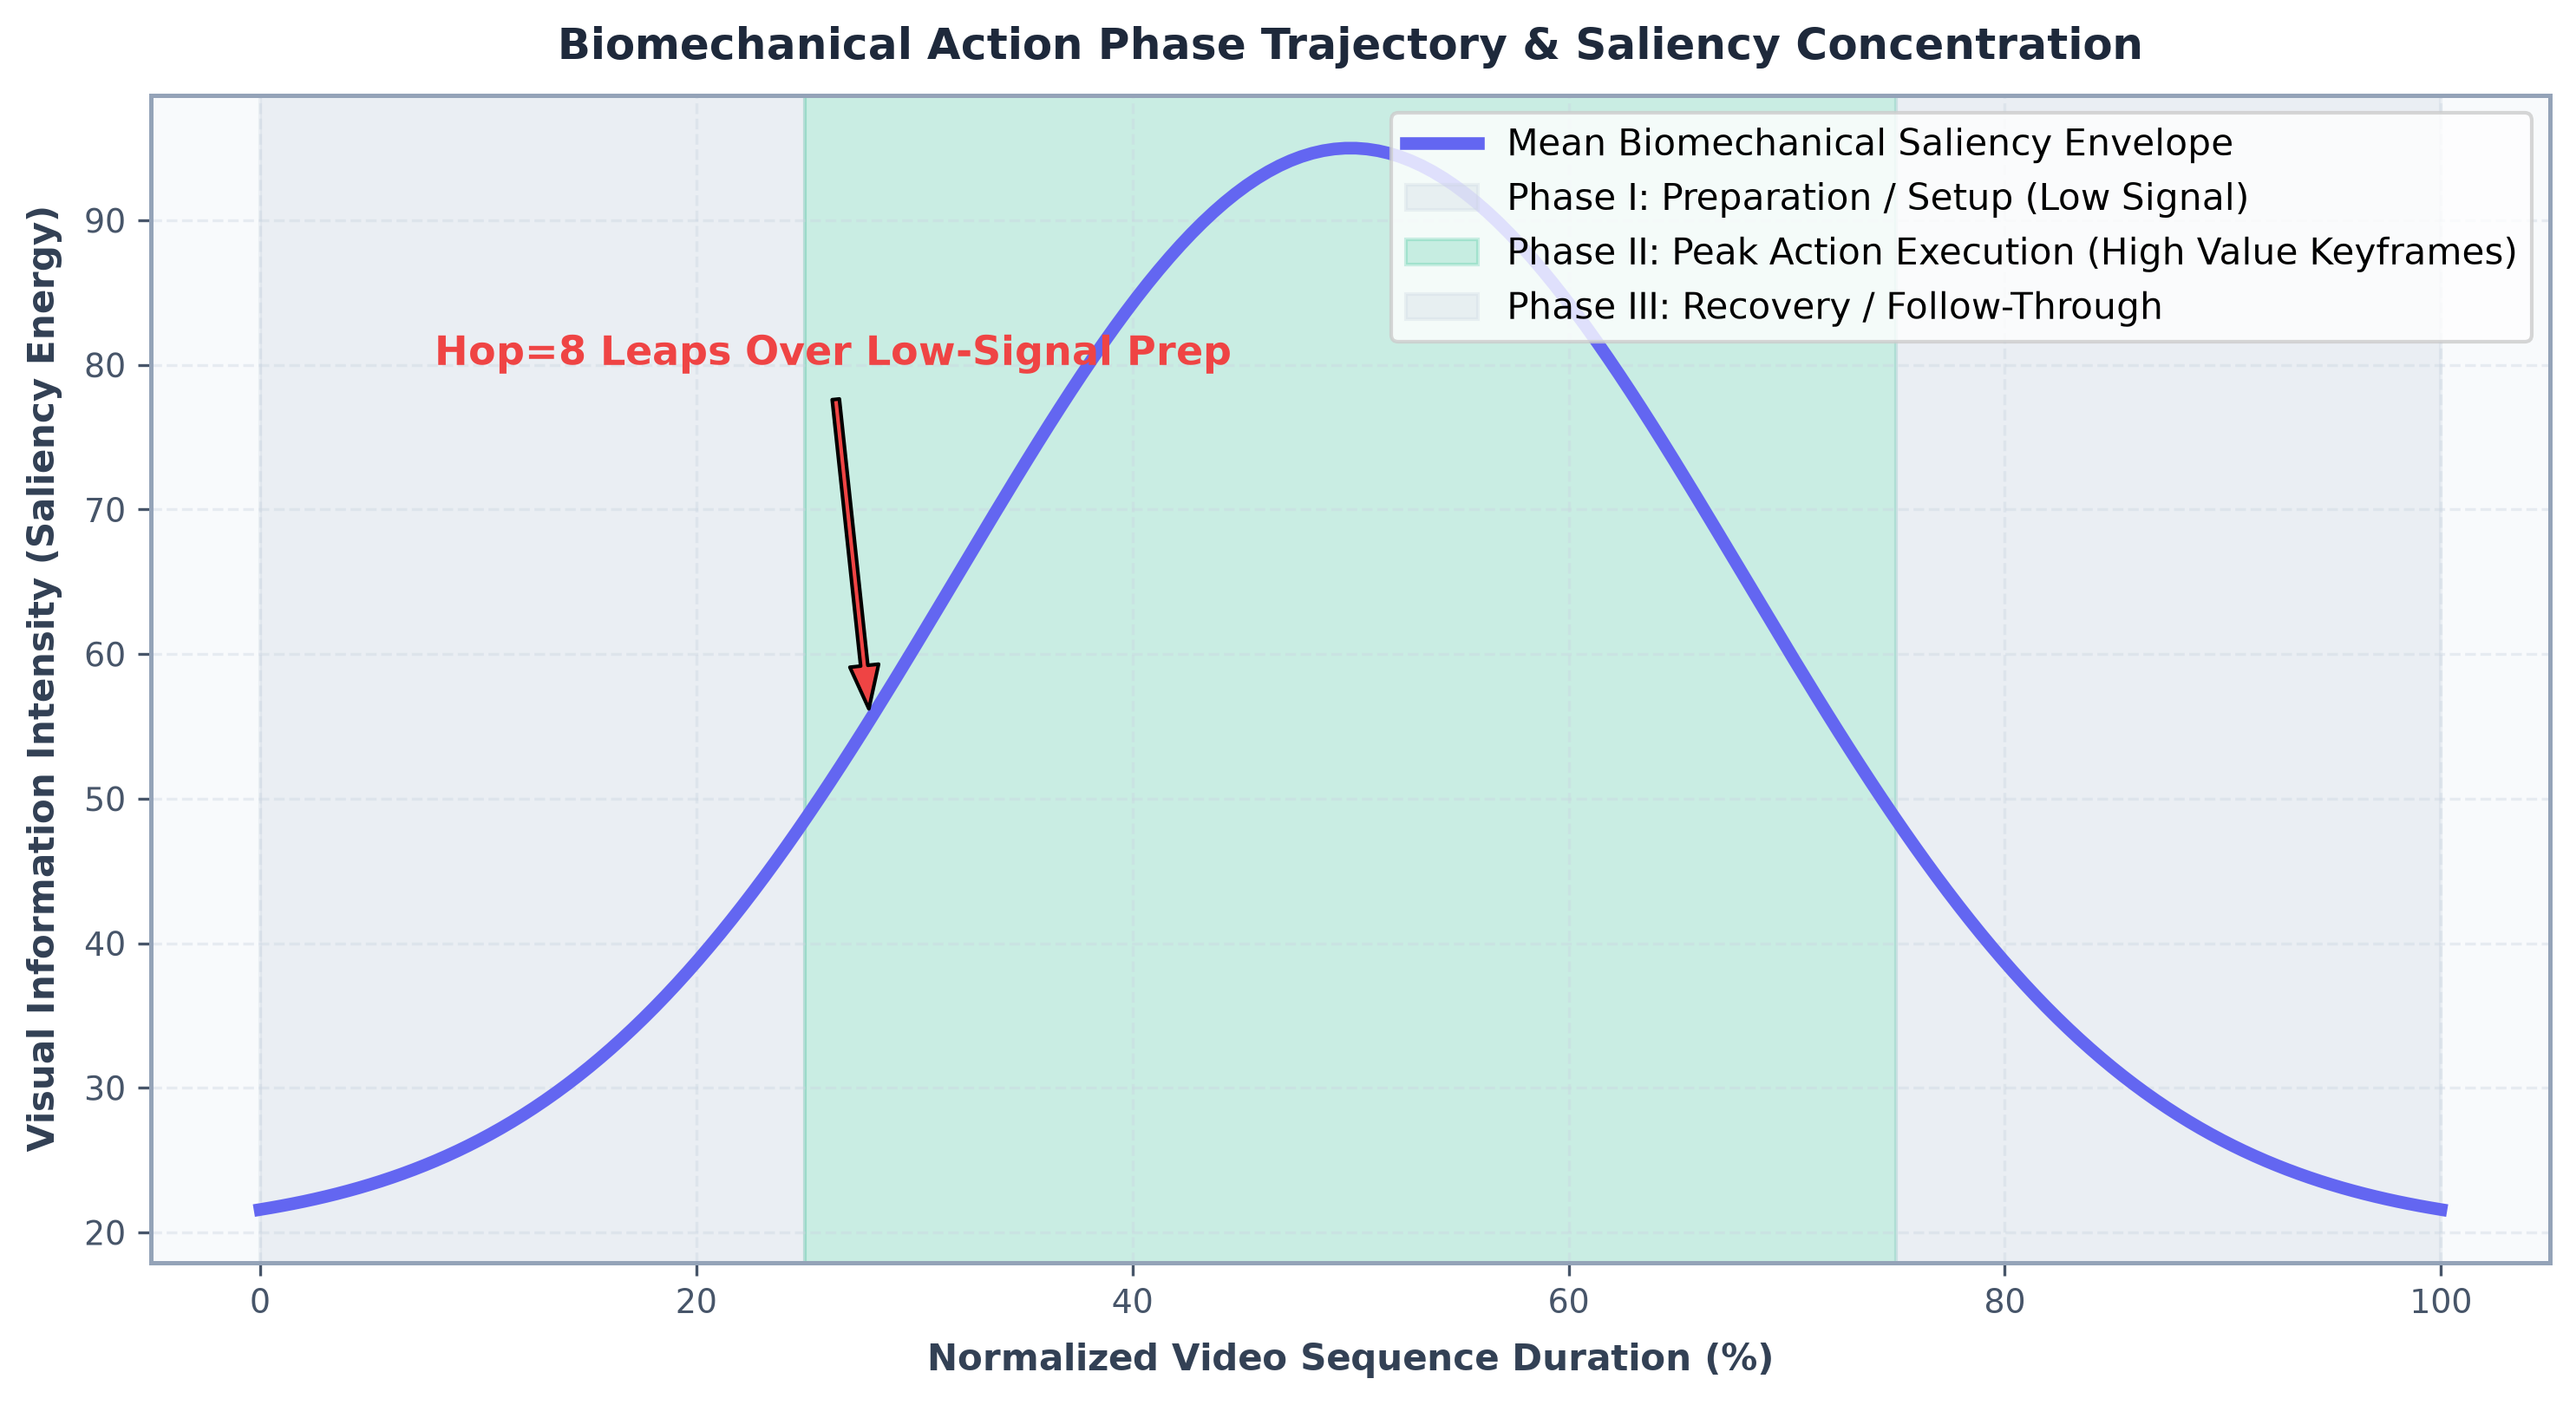 Biomechanical Action Phase Trajectory & Saliency Concentration
Mean Biomechanical Saliency Envelope
Phase I: Preparation / Setup (Low Signal)
Phase II: Peak Action Execution (High Value Keyframes)
Phase III: Recovery / Follow-Through
Hop=8 Leaps Over Low-Signal Prep
Visual Information Intensity (Saliency Energy)
90
80
70
60
50
40
30
20
0 20 40 60 80 100
Normalized Video Sequence Duration (%)